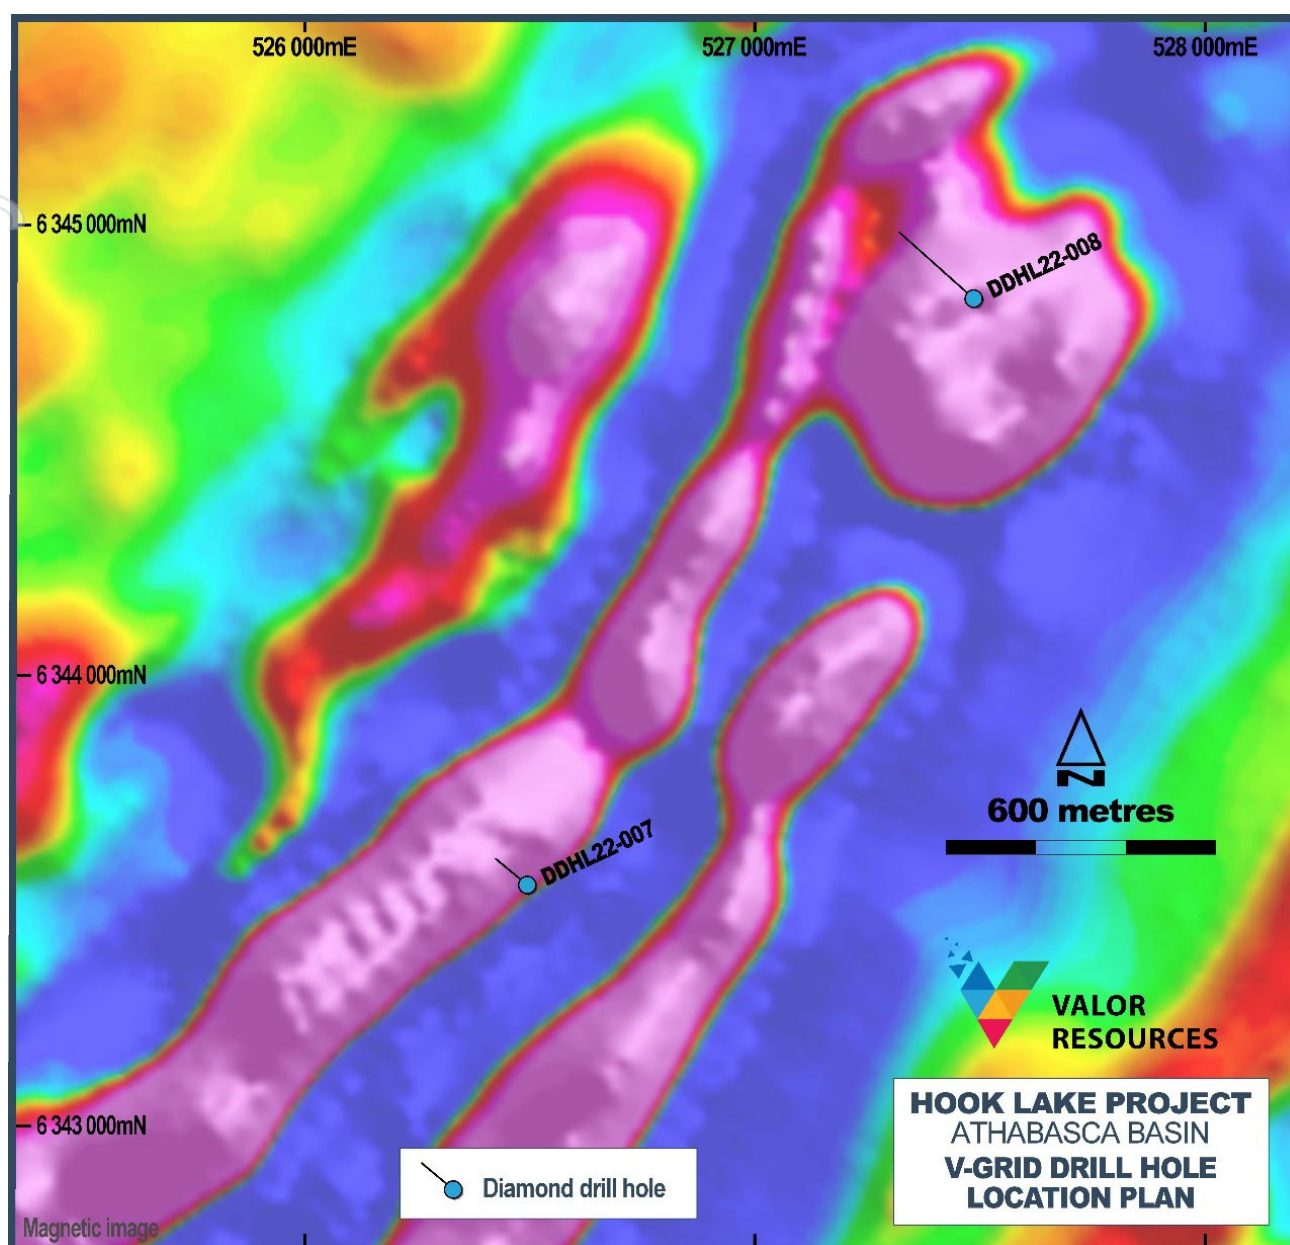 526 000mE
527 000mE
528 000mE
6 345 000mN
DDHL22-008
6 344 000mN
N
600 metres
DDHL22-007
VALOR
RESOURCES
6 343 000mN
HOOK LAKE PROJECT
ATHABASCA BASIN
V-GRID DRILL HOLE
LOCATION PLAN
Diamond drill hole
Magnetic image